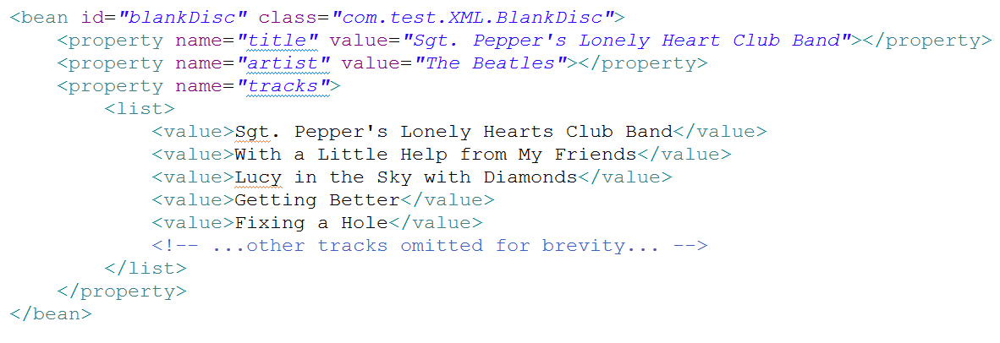 <bean id="blankDisc" class="com.test.XML.BlankDisc">
    <property name="title" value="Sgt. Pepper's Lonely Heart Club Band"></property>
    <property name="artist" value="The Beatles"></property>
    <property name="tracks">
        <list>
            <value>Sgt. Pepper's Lonely Hearts Club Band</value>
            <value>With a Little Help from My Friends</value>
            <value>Lucy in the Sky with Diamonds</value>
            <value>Getting Better</value>
            <value>Fixing a Hole</value>
            <!-- ...other tracks omitted for brevity... -->
        </list>
    </property>
</bean>